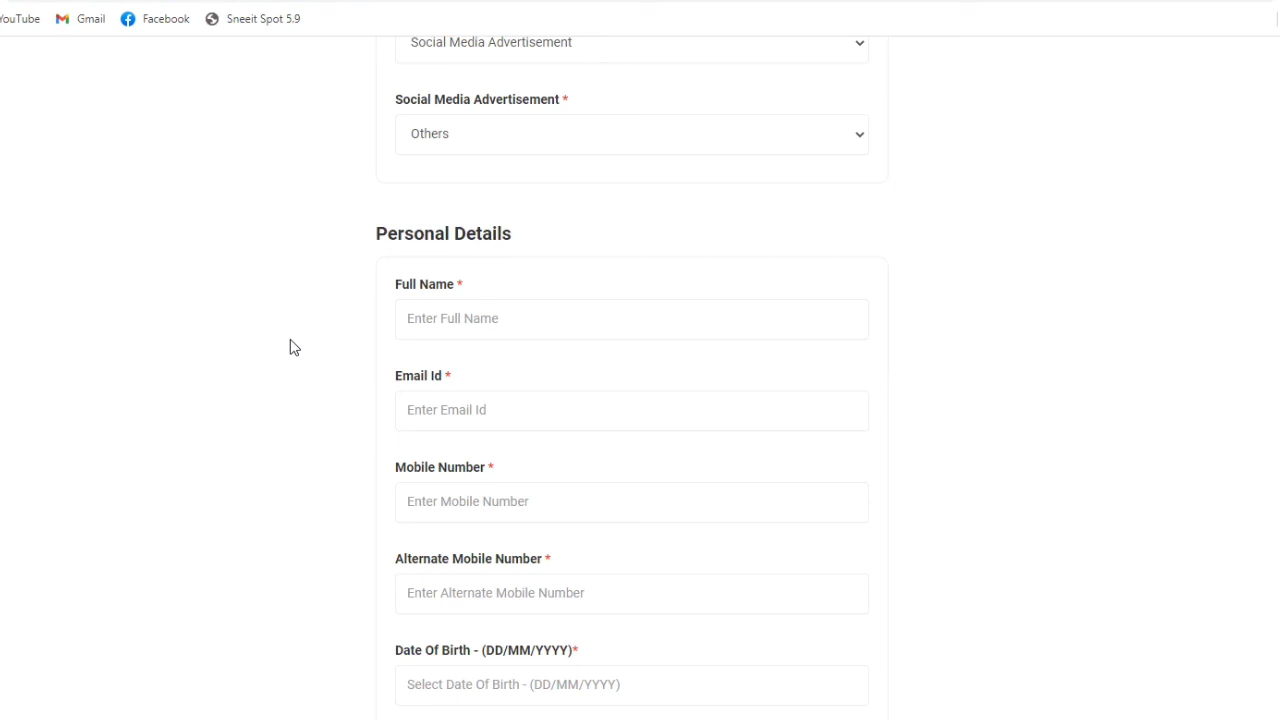 YouTube Gmail Facebook Sneeit Spot 5.9
Social Media Advertisement
Social Media Advertisement *
Others
Personal Details
Full Name *
Enter Full Name
Email Id *
Enter Email Id
Mobile Number *
Enter Mobile Number
Alternate Mobile Number *
Enter Alternate Mobile Number
Date Of Birth - (DD/MM/YYYY)*
Select Date Of Birth - (DD/MM/YYYY)